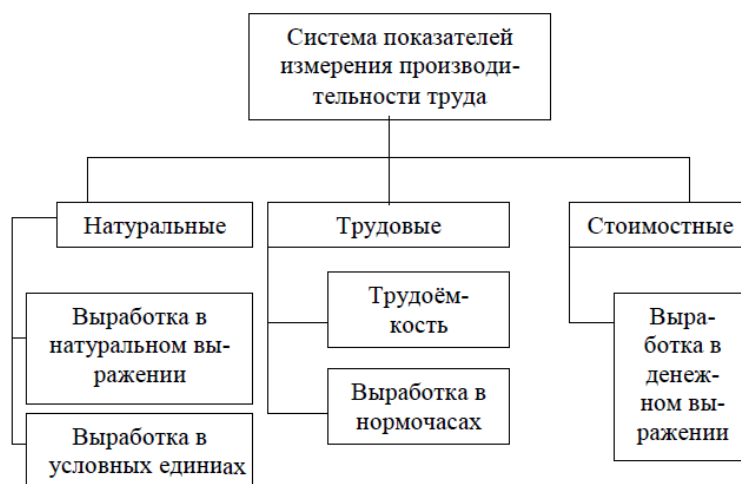 Система показателей
измерения производи-
тельности труда
Натуральные
Трудовые
Стоимостные
Выработка в
натуральном вы-
ражении
Выработка в
условных единиах
Трудоём-
кость
Выработка в
нормочасах
Выра-
ботка в
денеж-
ном вы-
ражении